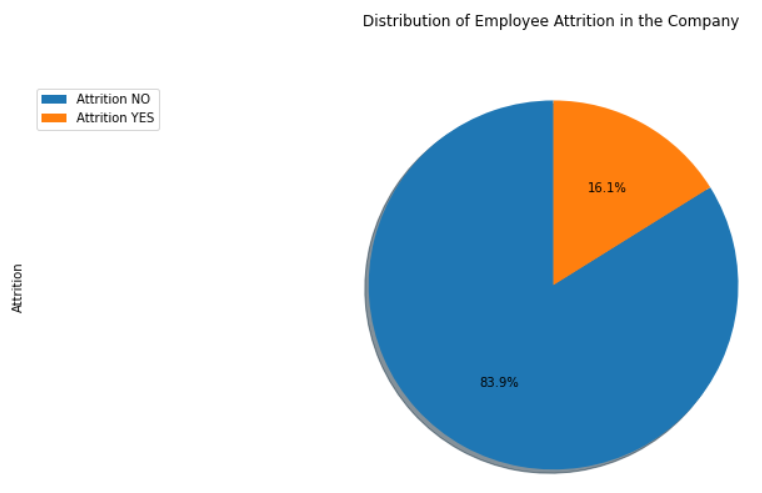 Distribution of Employee Attrition in the Company
Attrition NO
Attrition YES
16.1%
Attrition
83.9%